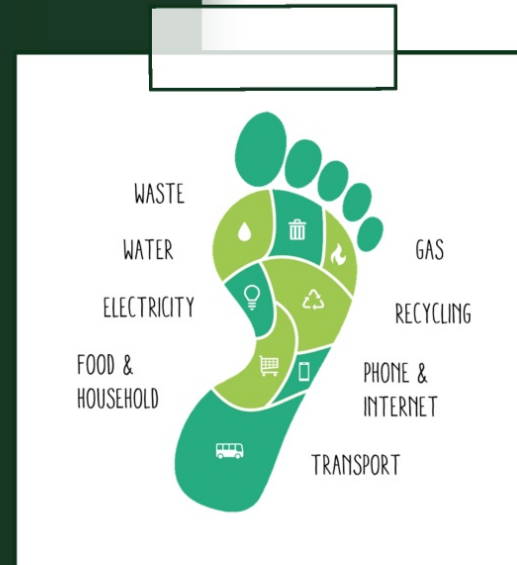 WASTE
WATER
GAS
ELECTRICITY
RECYCLING
FOOD &
HOUSEHOLD
PHONE &
INTERNET
TRANSPORT